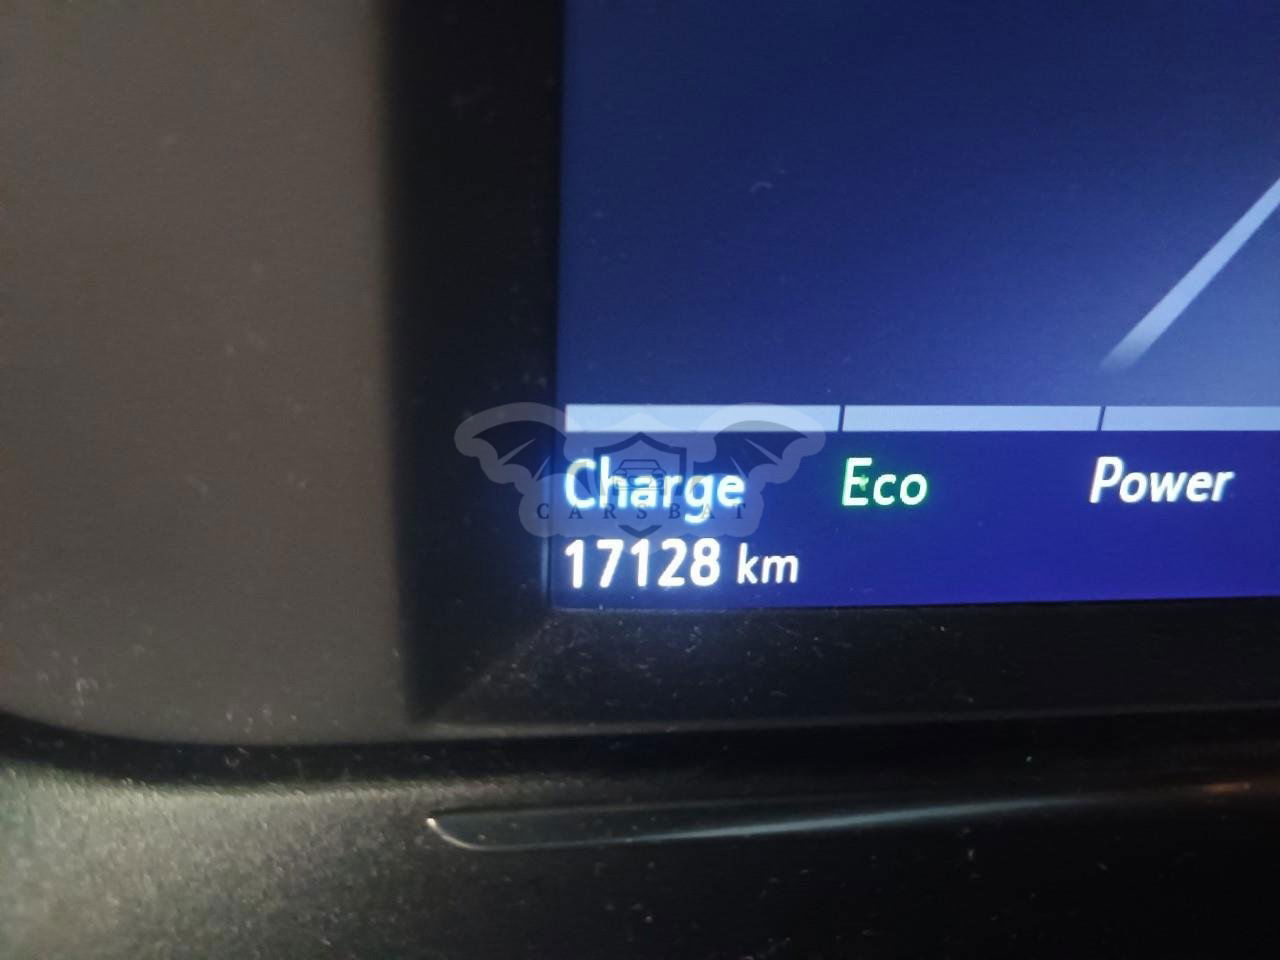 Charge Eco Power
CARSBAT
17128 km